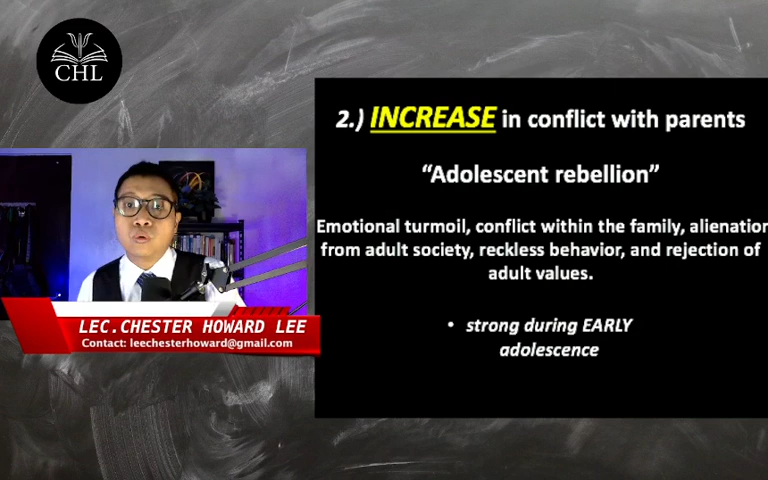 CHL
2.) INCREASE in conflict with parents
“Adolescent rebellion”
Emotional turmoil, conflict within the family, alienation
from adult society, reckless behavior, and rejection of
adult values.
• strong during EARLY
adolescence
LEC.CHESTER HOWARD LEE
Contact: leechesterhoward@gmail.com